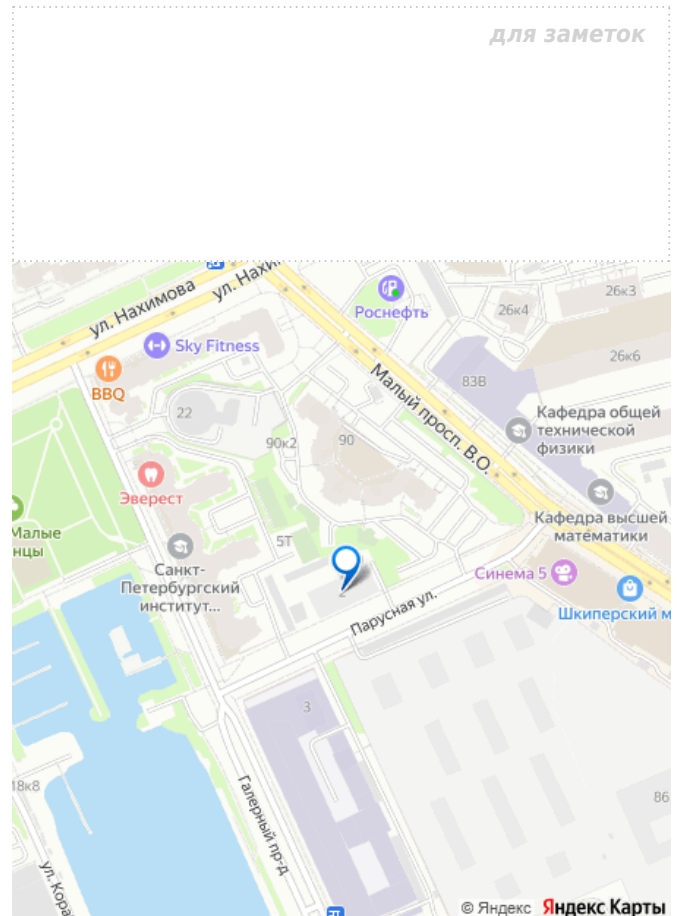 для заметок
ул. Нахимова
Роснефть
26к3
26к4
Sky Fitness
26к6
BBQ
Малый просп. В.О.
83В
22
90к2
90
Кафедра общей
технической
физики
Эверест
Кафедра высшей
математики
Малые
нцы
5Т
Санкт-
Петербургский
институт...
Синема 5
2
Шкиперский м
Парусная ул.
3
18к8
Галерный пр-д
86
ул. Кора
© Яндекс Яндекс Карты